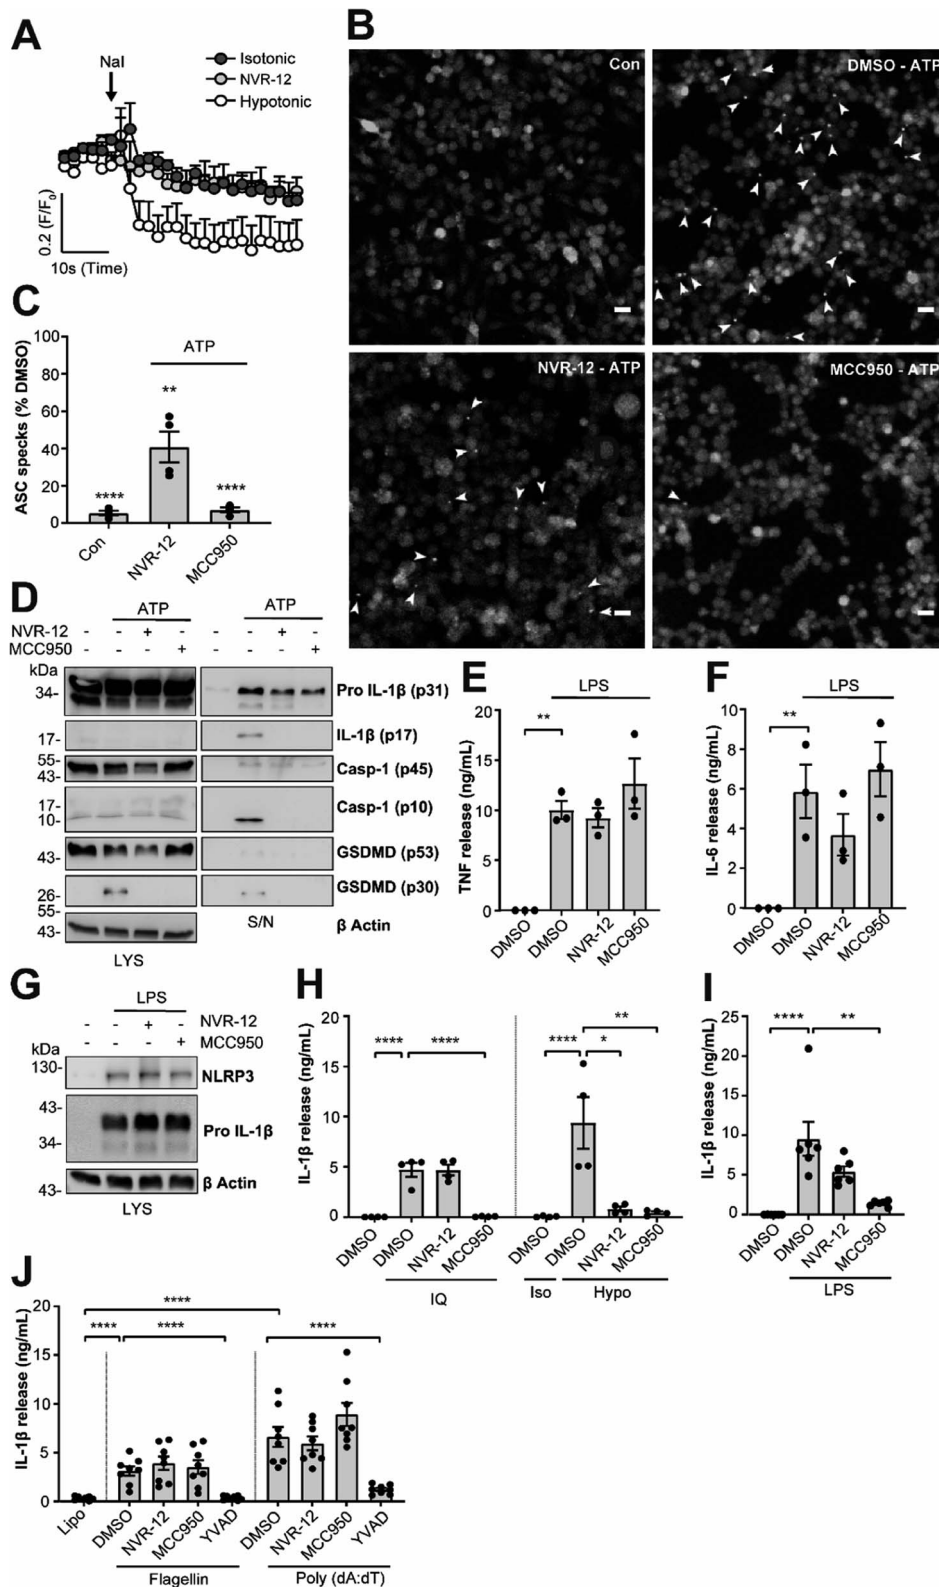 A
NaI
Isotonic
NVR-12
Hypotonic
0.2 (F/F₀)
10s (Time)
B
Con
DMSO - ATP
NVR-12 - ATP
MCC950 - ATP
C
ASC specks (% DMSO)
100
80
60
40
20
0
ATP
**
****
****
Con
NVR-12
MCC950
D
ATP
ATP
NVR-12 - - + - - - + -
MCC950 - - - + - - - +
kDa
34- Pro IL-1β (p31)
17- IL-1β (p17)
55-
43- Casp-1 (p45)
17-
10- Casp-1 (p10)
43- GSDMD (p53)
26- GSDMD (p30)
55-
43- β Actin
S/N
LYS
E
LPS
TNF release (ng/mL)
20
15
10
5
0
**
DMSO
DMSO
NVR-12
MCC950
F
LPS
IL-6 release (ng/mL)
10
8
6
4
2
0
**
DMSO
DMSO
NVR-12
MCC950
G
LPS
- - + - NVR-12
- - - + MCC950
kDa
130- NLRP3
43-
34- Pro IL-1β
43- β Actin
LYS
H
IL-1β release (ng/mL)
20
15
10
5
0
**** ****
**
**** *
DMSO
DMSO
NVR-12
MCC950
DMSO
DMSO
NVR-12
MCC950
IQ
Iso
Hypo
I
IL-1β release (ng/mL)
25
20
15
10
5
0
**** **
DMSO
DMSO
NVR-12
MCC950
LPS
J
IL-1β release (ng/mL)
20
15
10
5
0
****
**** ****
****
Lipo
DMSO
NVR-12
MCC950
YVAD
DMSO
NVR-12
MCC950
YVAD
Flagellin
Poly (dA:dT)